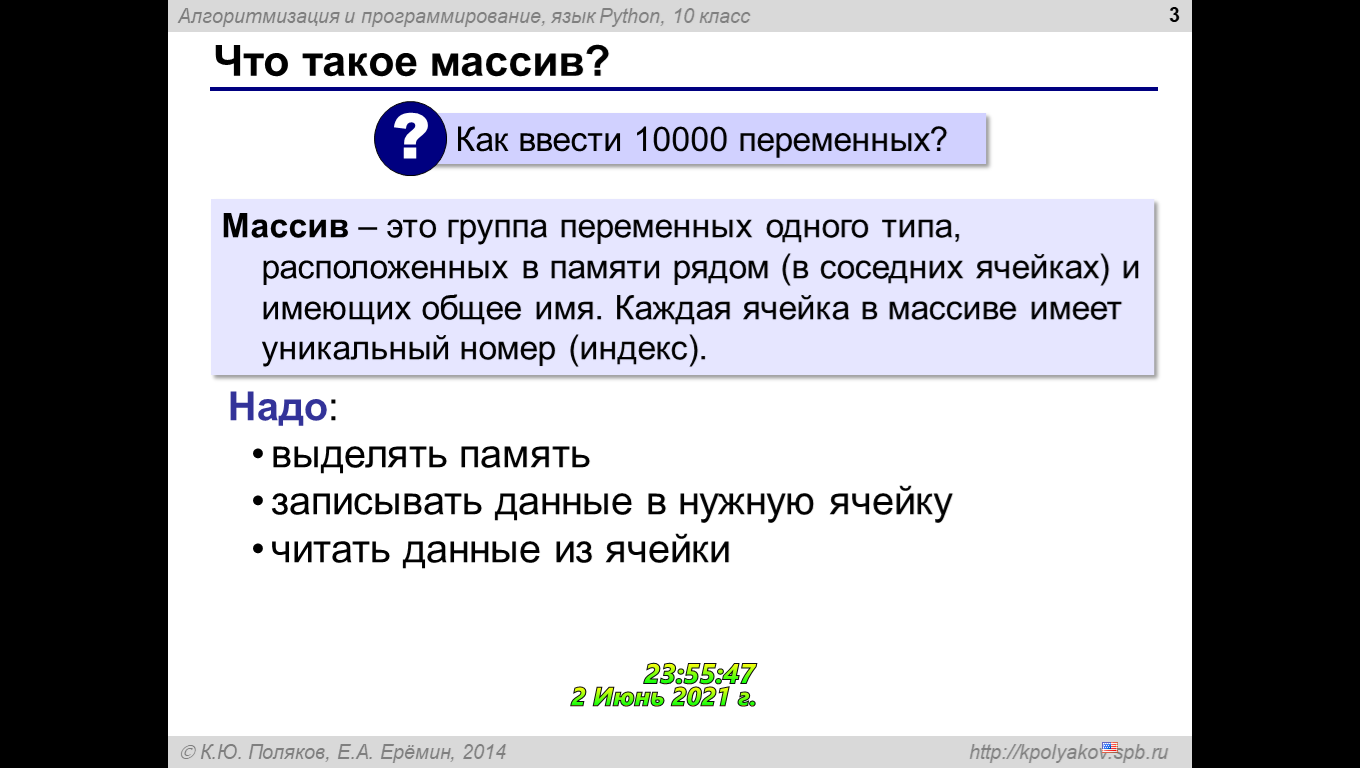 Алгоритмизация и программирование, язык Python, 10 класс
3
Что такое массив?
? Как ввести 10000 переменных?
Массив – это группа переменных одного типа,
расположенных в памяти рядом (в соседних ячейках) и
имеющих общее имя. Каждая ячейка в массиве имеет
уникальный номер (индекс).
Надо:
• выделять память
• записывать данные в нужную ячейку
• читать данные из ячейки
23:55:47
2 Июнь 2021 г.
© К.Ю. Поляков, Е.А. Ерёмин, 2014
http://kpolyakov.spb.ru